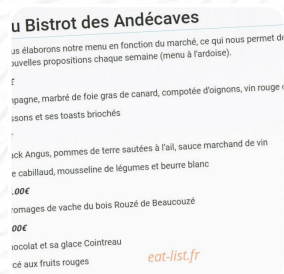 u Bistrot des Andécaves
us élaborons notre menu en fonction du marché, ce qui nous permet de
ouvelles propositions chaque semaine (menu à l'ardoise).
€
mpagne, marbré de foie gras de canard, compotée d'oignons, vin rouge
ssons et ses toasts briochés
ack Angus, pommes de terre sautées à l'ail, sauce marchand de vin
e cabillaud, mousseline de légumes et beurre blanc
.00€
romages de vache du bois Rouzé de Beaucouzé
00€
ocolat et sa glace Cointreau
cé aux fruits rouges
eat-list.fr